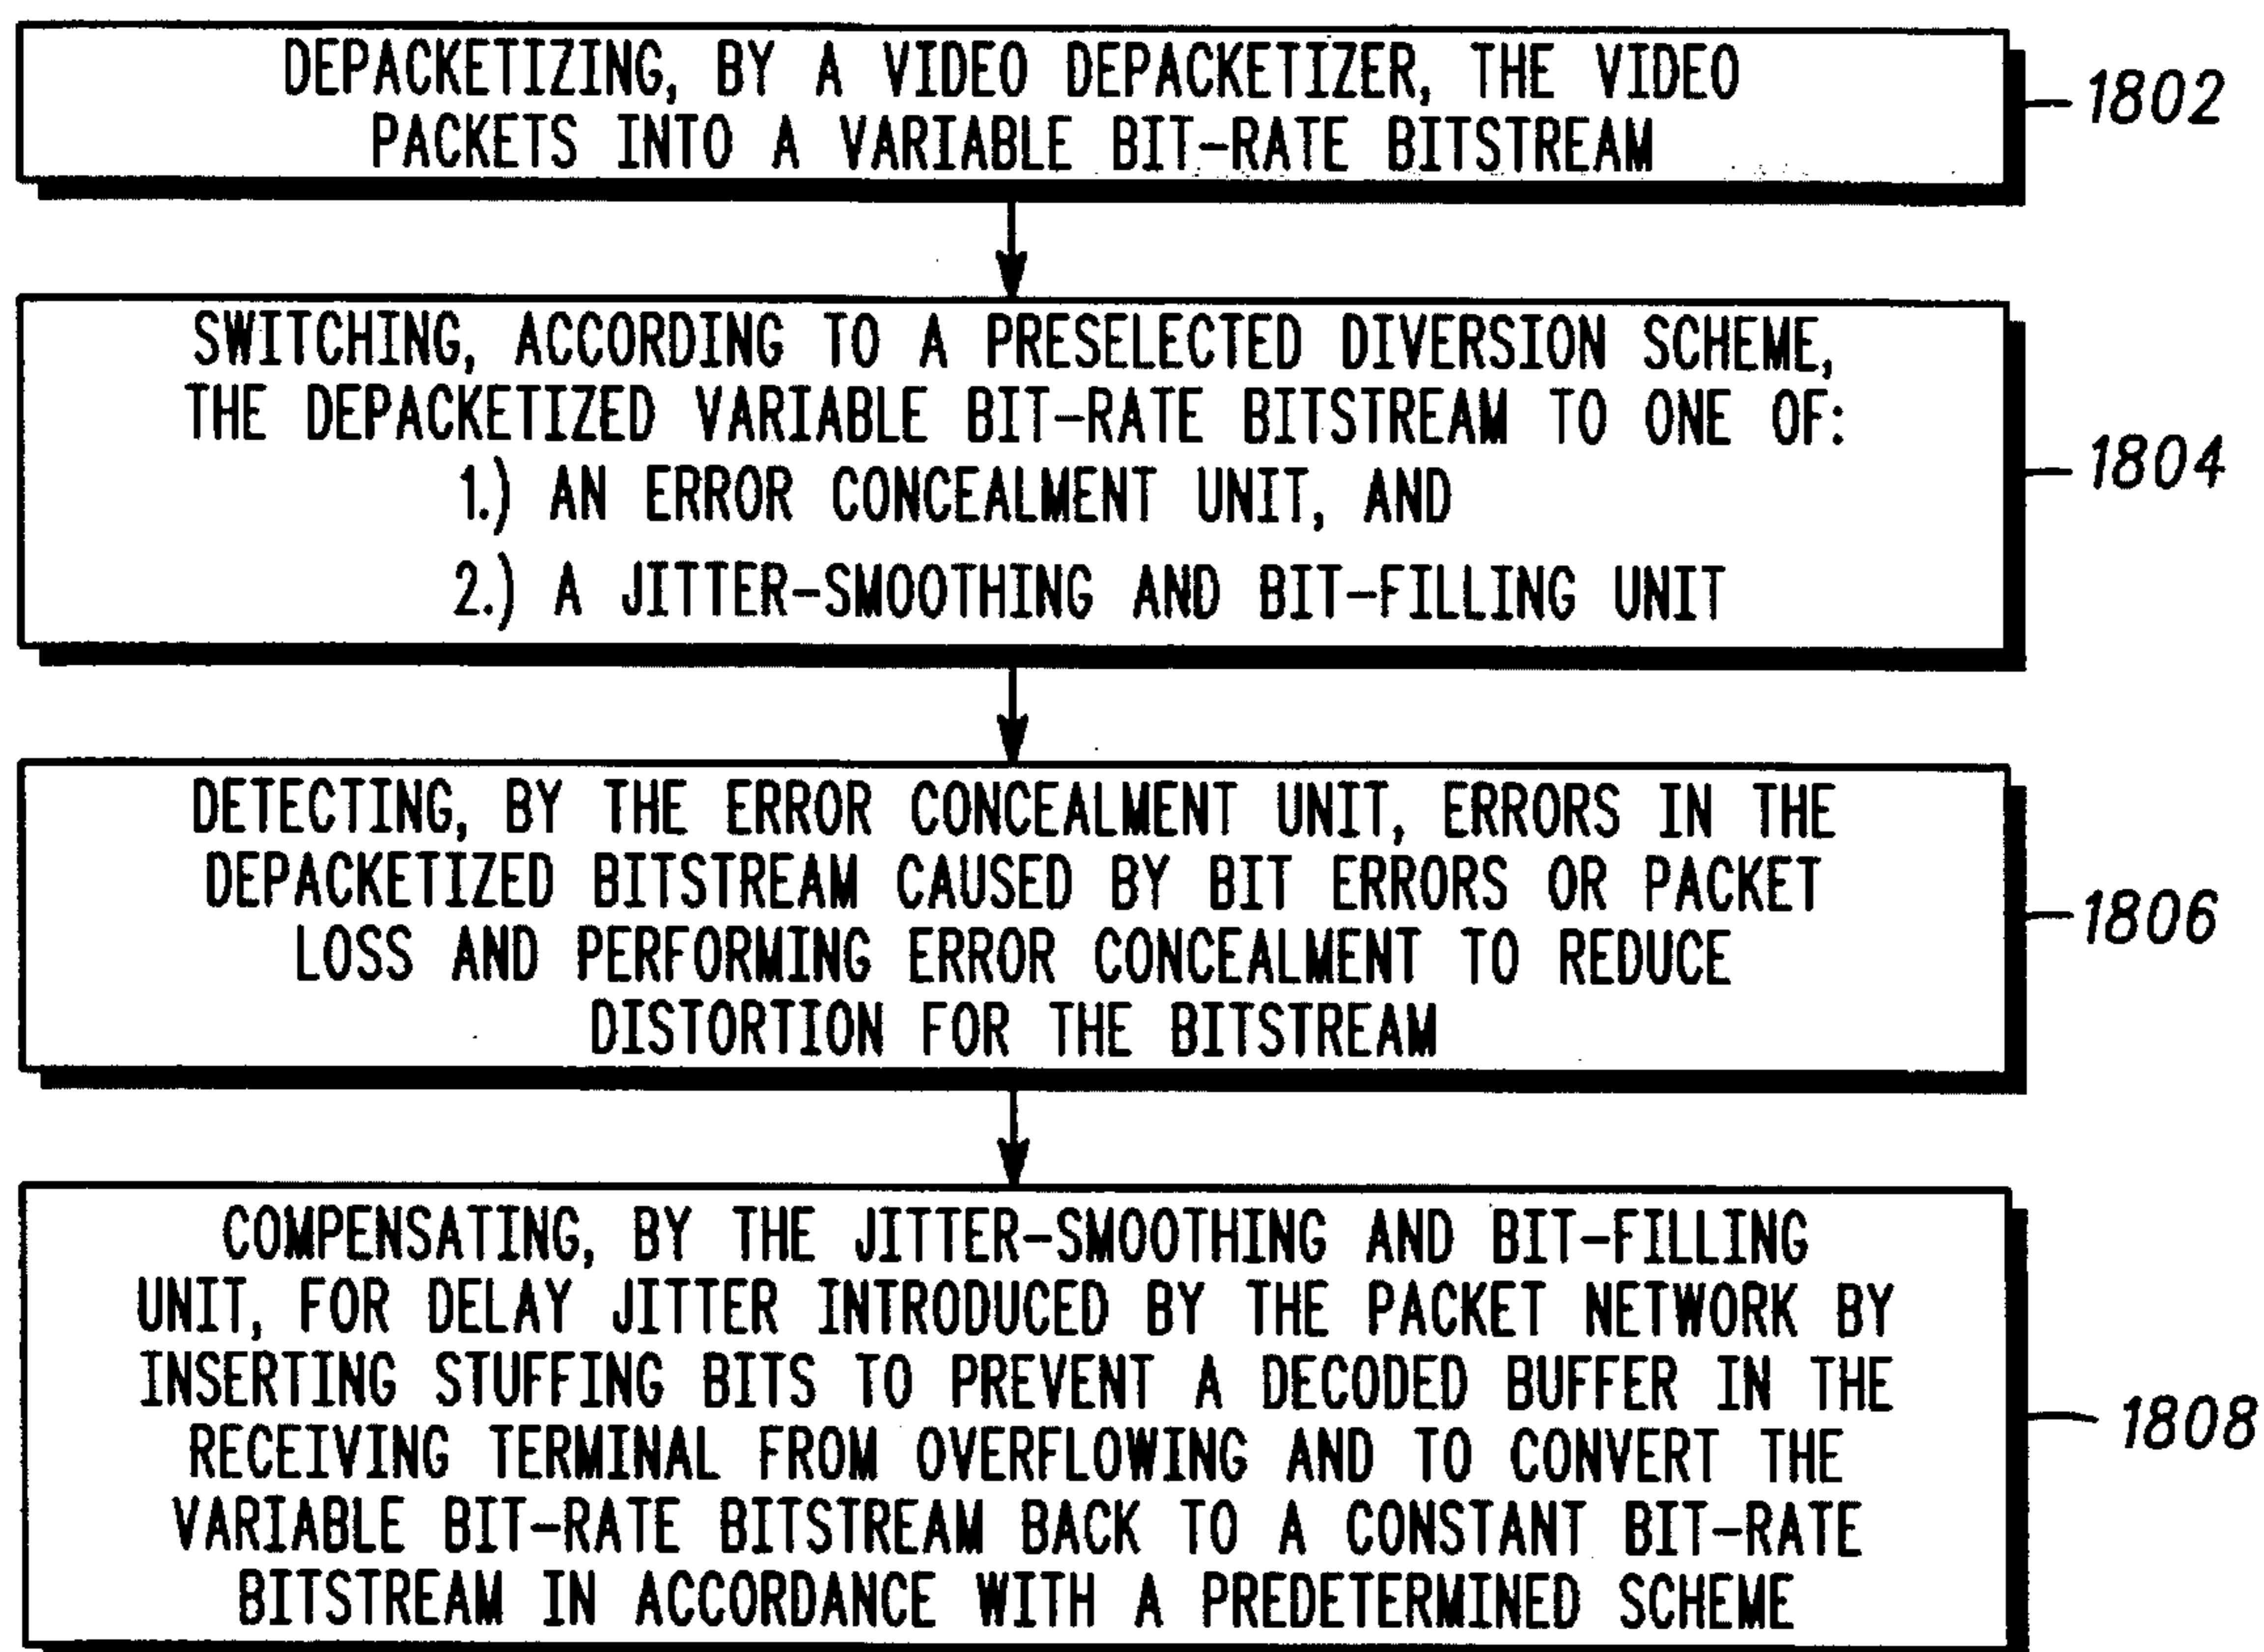 DEPACKETIZING, BY A VIDEO DEPACKETIZER, THE VIDEO
PACKETS INTO A VARIABLE BIT-RATE BITSTREAM
1802
SWITCHING, ACCORDING TO A PRESELECTED DIVERSION SCHEME,
THE DEPACKETIZED VARIABLE BIT-RATE BITSTREAM TO ONE OF:
1.) AN ERROR CONCEALMENT UNIT, AND
2.) A JITTER-SMOOTHING AND BIT-FILLING UNIT
1804
DETECTING, BY THE ERROR CONCEALMENT UNIT, ERRORS IN THE
DEPACKETIZED BITSTREAM CAUSED BY BIT ERRORS OR PACKET
LOSS AND PERFORMING ERROR CONCEALMENT TO REDUCE
DISTORTION FOR THE BITSTREAM
1806
COMPENSATING, BY THE JITTER-SMOOTHING AND BIT-FILLING
UNIT, FOR DELAY JITTER INTRODUCED BY THE PACKET NETWORK BY
INSERTING STUFFING BITS TO PREVENT A DECODED BUFFER IN THE
RECEIVING TERMINAL FROM OVERFLOWING AND TO CONVERT THE
VARIABLE BIT-RATE BITSTREAM BACK TO A CONSTANT BIT-RATE
BITSTREAM IN ACCORDANCE WITH A PREDETERMINED SCHEME
1808